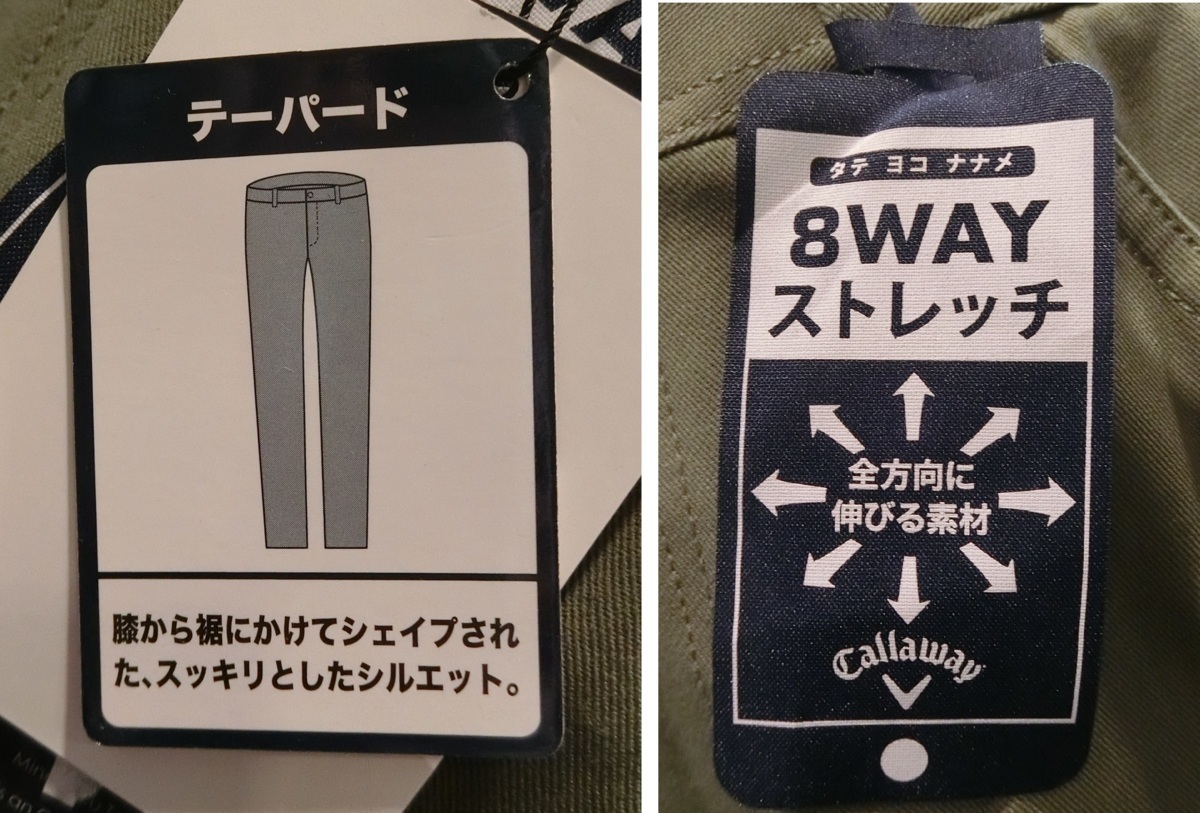 テーパード
膝から裾にかけてシェイプされ
た、スッキリとしたシルエット。
タテ ヨコ ナナメ
8WAY
ストレッチ
全方向に
伸びる素材
Callaway